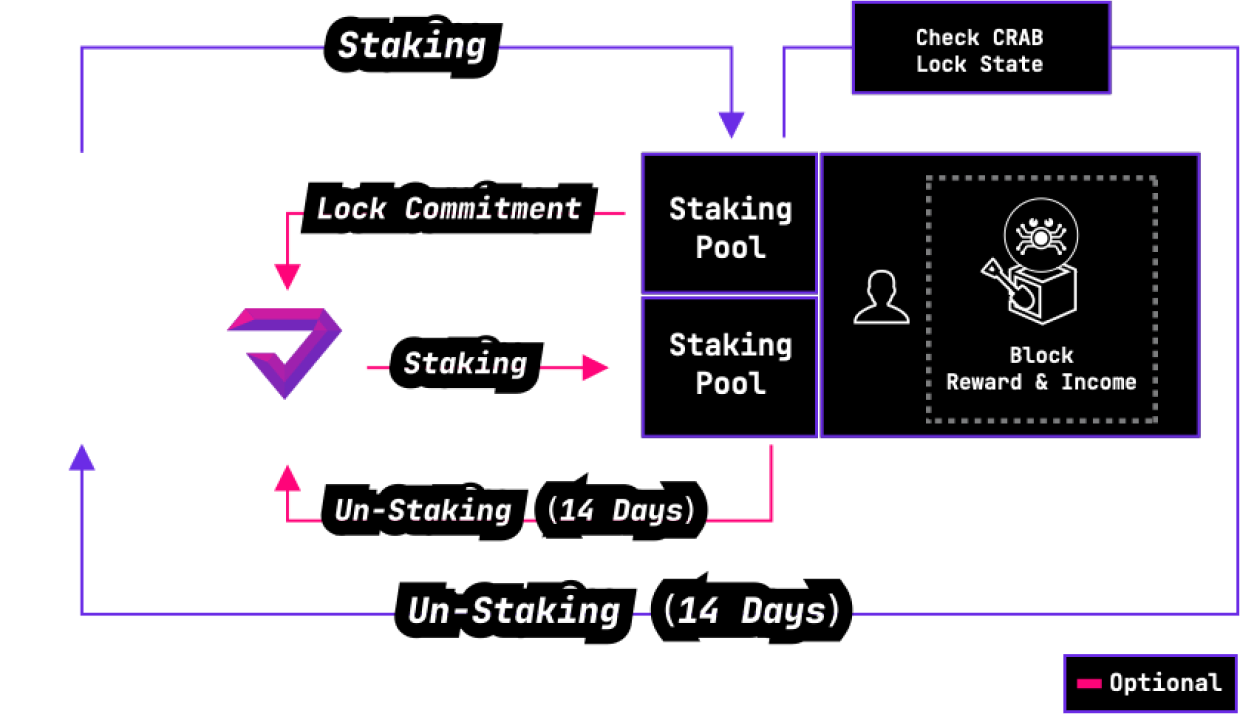 Staking
Check CRAB
Lock State
Lock Commitment
Staking
Pool
Staking
Staking
Pool
Block
Reward & Income
Un-Staking (14 Days)
Un-Staking (14 Days)
Optional